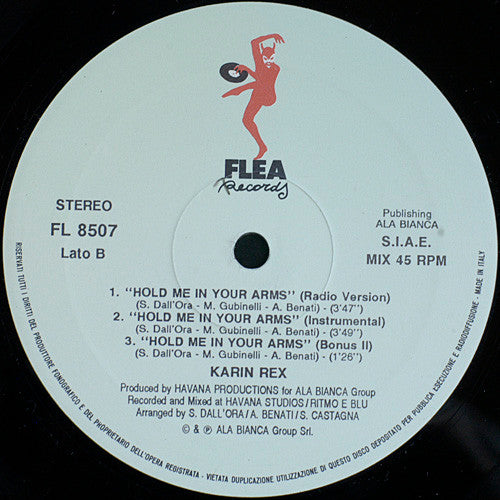 FLEA
Records
STEREO
FL 8507
Lato B
Publishing
ALA BIANCA
S.I.A.E.
MIX 45 RPM
1. "HOLD ME IN YOUR ARMS" (Radio Version)
(S. Dall'Ora - M. Gubinelli - A. Benati) - (3'47")
2. "HOLD ME IN YOUR ARMS" (Instrumental)
(S. Dall'Ora - M. Gubinelli - A. Benati) - (3'49")
3. "HOLD ME IN YOUR ARMS" (Bonus II)
(S. Dall'Ora - M. Gubinelli - A. Benati) - (1'26")
KARIN REX
Produced by HAVANA PRODUCTIONS for ALA BIANCA Group
Recorded and Mixed at HAVANA STUDIOS/RITMO E BLU
Arranged by S. DALL'ORA/A. BENATI/S. CASTAGNA
© & ℗ ALA BIANCA Group Srl.
RISERVATI TUTTI I DIRITTI DEL PRODUTTORE FONOGRAFICO E DEL PROPRIETARIO DELL'OPERA REGISTRATA - VIETATA DUPLICAZIONE UTILIZZAZIONE DI QUESTO DISCO DEPOSITATO PER PUBBLICA ESECUZIONE E RADIODIFFUSIONE - MADE IN ITALY